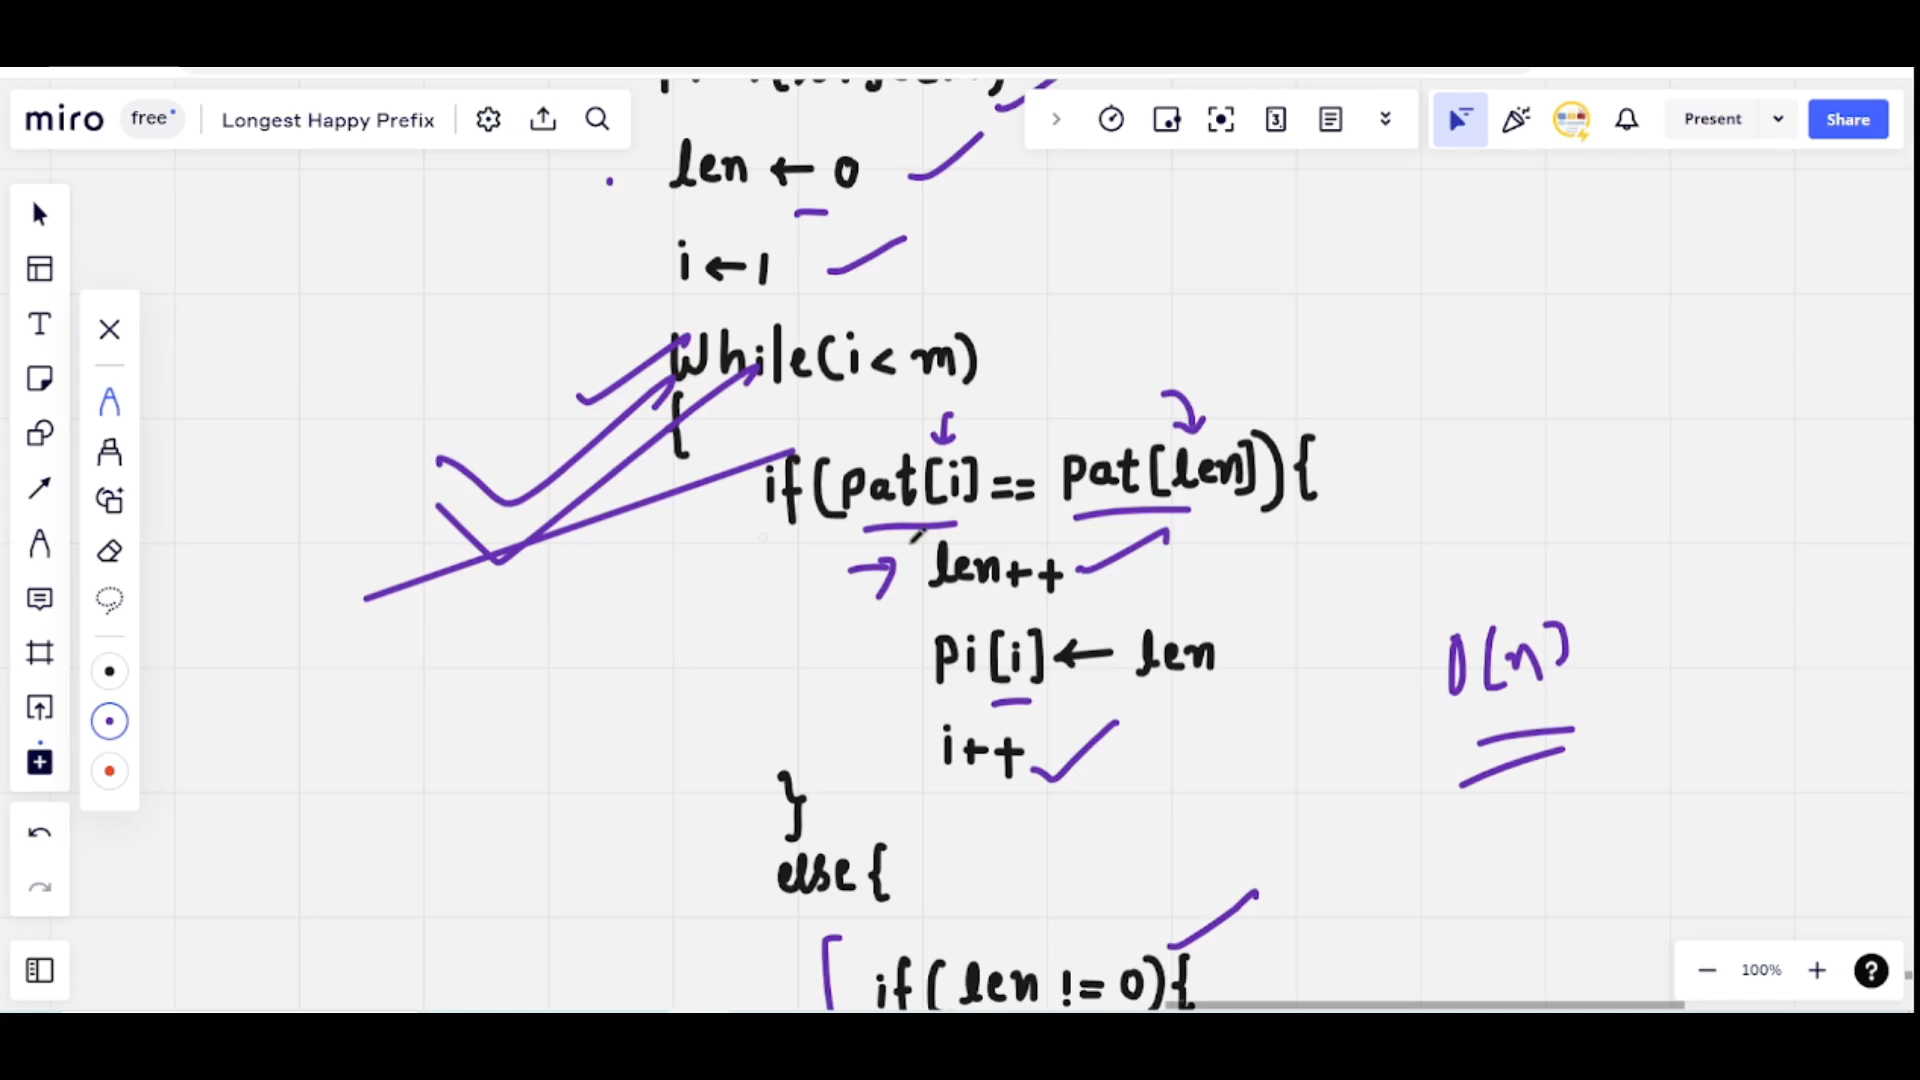 miro free Longest Happy Prefix Present Share
len ← 0
i ← 1
While(i < m)
{
if(pat[i] == pat[len]){
len++
Pi[i] ← len
O(n)
i++
}
else{
if( len != 0){
100%